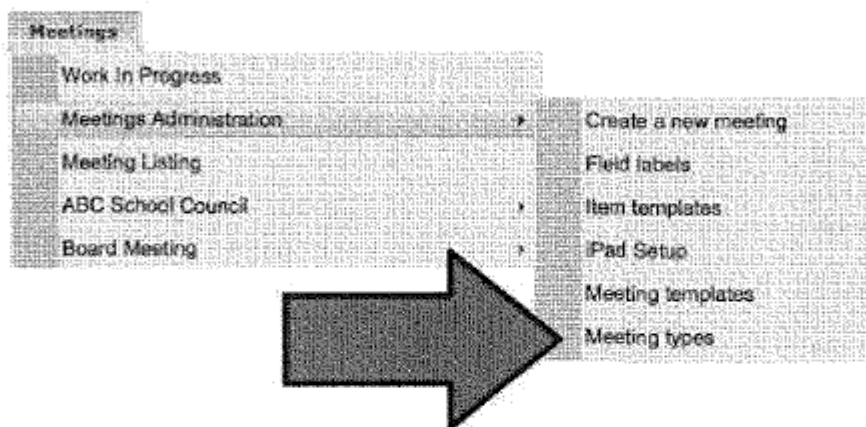 Meetings
Work In Progress
Meetings Administration
Meeting Listing
ABC School Council
Board Meeting
Create a new meeting
Field labels
Item templates
iPad Setup
Meeting templates
Meeting types